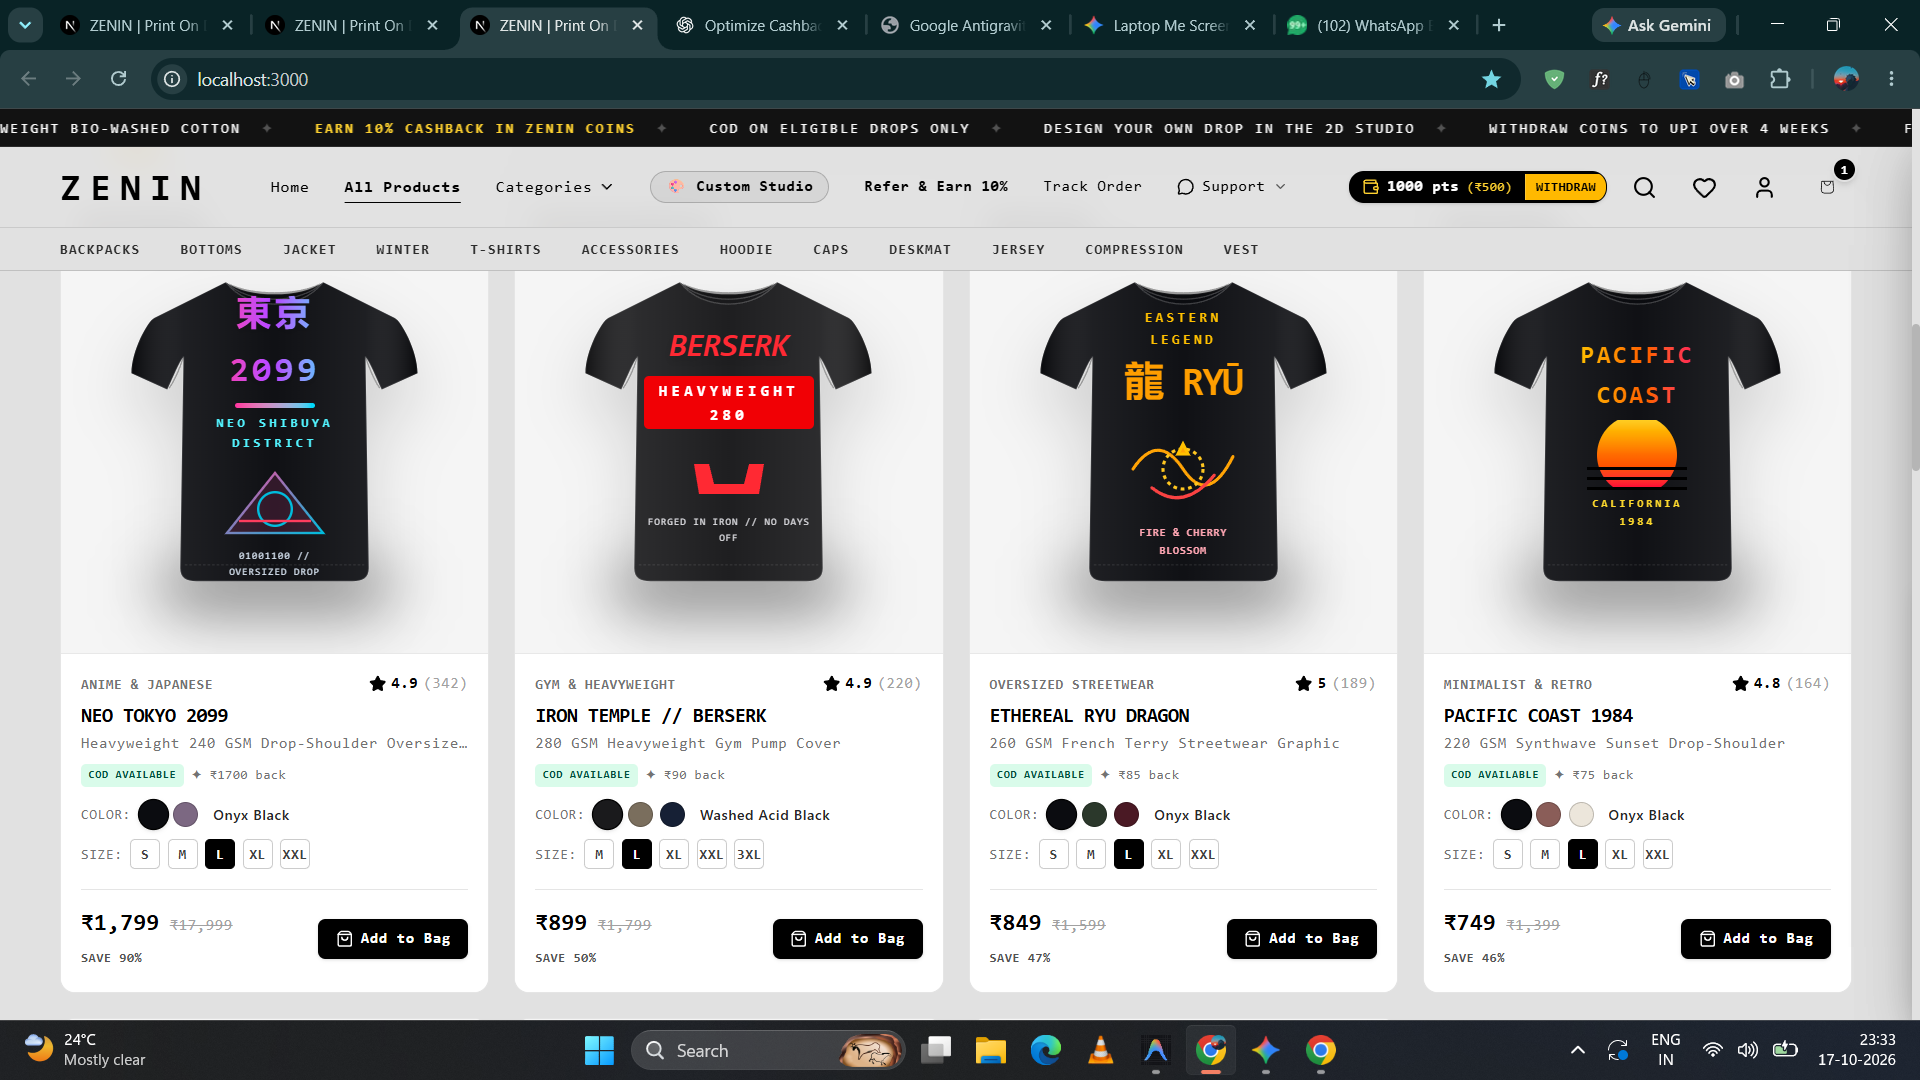 ZENIN | Print On
ZENIN | Print On
ZENIN | Print On
Optimize Cashba
Google Antigravi
Laptop Me Scree
(102) WhatsApp
Ask Gemini
localhost:3000
WEIGHT BIO-WASHED COTTON ✦ EARN 10% CASHBACK IN ZENIN COINS ✦ COD ON ELIGIBLE DROPS ONLY ✦ DESIGN YOUR OWN DROP IN THE 2D STUDIO ✦ WITHDRAW COINS TO UPI OVER 4 WEEKS ✦ F
ZENIN
Home
All Products
Categories
Custom Studio
Refer & Earn 10%
Track Order
Support
1000 pts (₹500) WITHDRAW
1
BACKPACKS BOTTOMS JACKET WINTER T-SHIRTS ACCESSORIES HOODIE CAPS DESKMAT JERSEY COMPRESSION VEST
東京
2099
NEO SHIBUYA
DISTRICT
01001100 //
OVERSIZED DROP
BERSERK
HEAVYWEIGHT
280
FORGED IN IRON // NO DAYS
OFF
EASTERN
LEGEND
龍 RYŪ
FIRE & CHERRY
BLOSSOM
PACIFIC
COAST
CALIFORNIA
1984
ANIME & JAPANESE
4.9 (342)
NEO TOKYO 2099
Heavyweight 240 GSM Drop-Shoulder Oversize…
COD AVAILABLE ✦ ₹1700 back
COLOR: Onyx Black
SIZE: S M L XL XXL
₹1,799 ₹17,999
SAVE 90%
Add to Bag
GYM & HEAVYWEIGHT
4.9 (220)
IRON TEMPLE // BERSERK
280 GSM Heavyweight Gym Pump Cover
COD AVAILABLE ✦ ₹90 back
COLOR: Washed Acid Black
SIZE: M L XL XXL 3XL
₹899 ₹1,799
SAVE 50%
Add to Bag
OVERSIZED STREETWEAR
5 (189)
ETHEREAL RYU DRAGON
260 GSM French Terry Streetwear Graphic
COD AVAILABLE ✦ ₹85 back
COLOR: Onyx Black
SIZE: S M L XL XXL
₹849 ₹1,599
SAVE 47%
Add to Bag
MINIMALIST & RETRO
4.8 (164)
PACIFIC COAST 1984
220 GSM Synthwave Sunset Drop-Shoulder
COD AVAILABLE ✦ ₹75 back
COLOR: Onyx Black
SIZE: S M L XL XXL
₹749 ₹1,399
SAVE 46%
Add to Bag
24°C
Mostly clear
Search
ENG
IN
23:33
17-10-2026